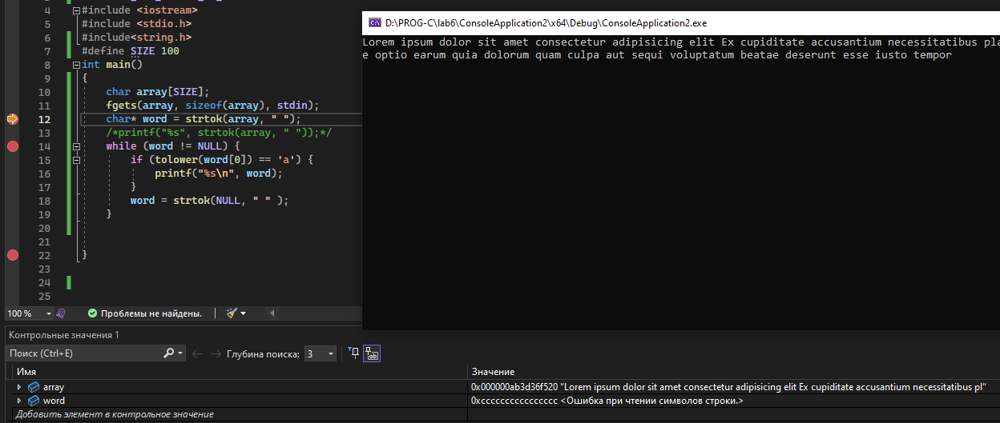 4 #include <iostream>
5 #include <stdio.h>
6 #include<string.h>
7 #define SIZE 100
8 int main()
9 {
10 char array[SIZE];
11 fgets(array, sizeof(array), stdin);
12 char* word = strtok(array, " ");
13 /*printf("%s", strtok(array, " "));*/
14 while (word != NULL) {
15 if (tolower(word[0]) == 'a') {
16 printf("%s\n", word);
17 }
18 word = strtok(NULL, " " );
19 }
20
21
22 }
23
24
25
D:\PROG-C\lab6\ConsoleApplication2\x64\Debug\ConsoleApplication2.exe
Lorem ipsum dolor sit amet consectetur adipisicing elit Ex cupiditate accusantium necessitatibus pla
e optio earum quia dolorum quam culpa aut sequi voluptatum beatae deserunt esse iusto tempor
100 % Проблемы не найдены.
Контрольные значения 1
Поиск (Ctrl+E) Глубина поиска: 3
Имя Значение
array 0x000000ab3d36f520 "Lorem ipsum dolor sit amet consectetur adipisicing elit Ex cupiditate accusantium necessitatibus pl"
word 0xcccccccccccccccc <Ошибка при чтении символов строки.>
Добавить элемент в контрольное значение